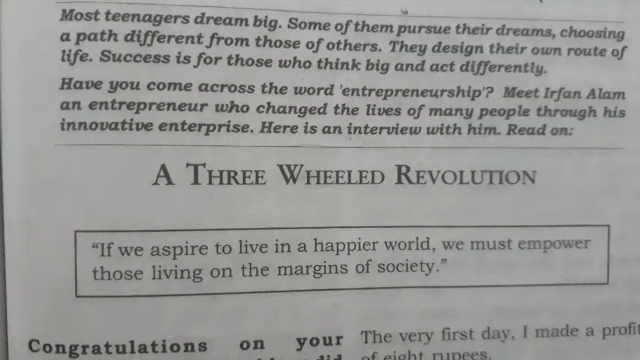 Most teenagers dream big. Some of them pursue their dreams, choosing
a path different from those of others. They design their own route of
life. Success is for those who think big and act differently.
Have you come across the word 'entrepreneurship'? Meet Irfan Alam
an entrepreneur who changed the lives of many people through his
innovative enterprise. Here is an interview with him. Read on:
A THREE WHEELED REVOLUTION
“If we aspire to live in a happier world, we must empower
those living on the margins of society.”
Congratulations on your
The very first day, I made a profit
of eight rupees.